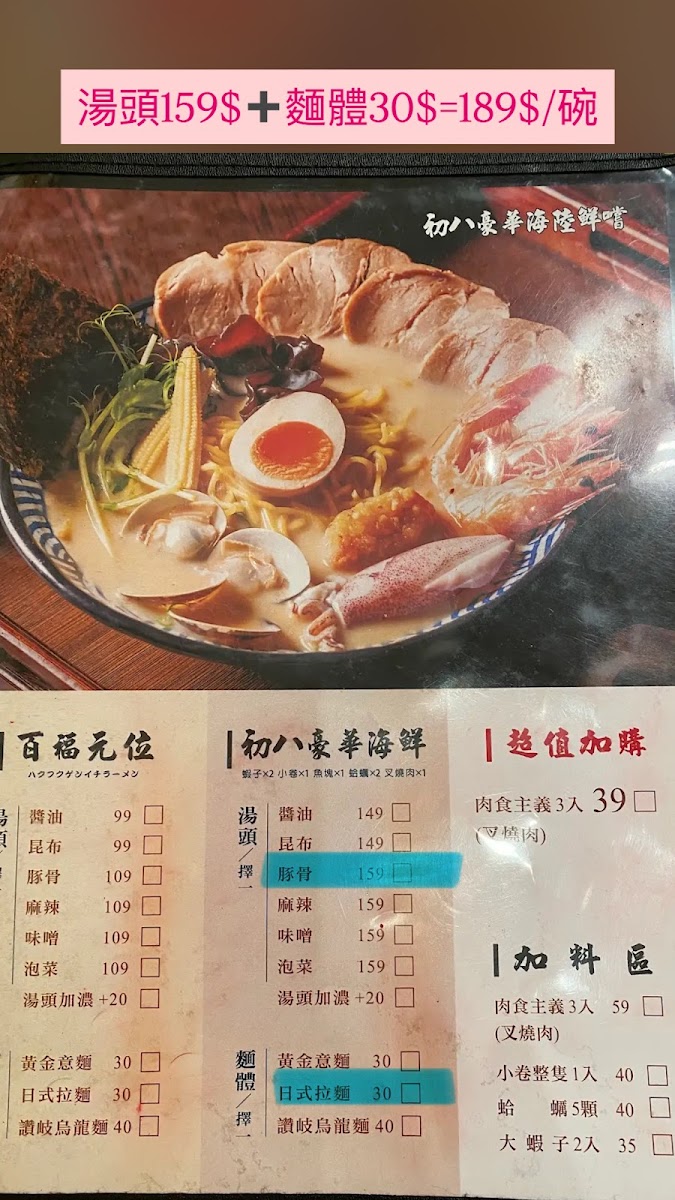 湯頭159$➕麵體30$=189$/碗
初八豪華海陸鮮嚐
百福元位
ハクフクゲンイチラーメン
湯頭/擇一
醬油 99
昆布 99
豚骨 109
麻辣 109
味噌 109
泡菜 109
湯頭加濃 +20
黃金意麵 30
日式拉麵 30
讚岐烏龍麵 40
初八豪華海鮮
蝦子×2 小卷×1 魚塊×1 蛤蠣×2 叉燒肉×1
湯頭/擇一
醬油 149
昆布 149
豚骨 159
麻辣 159
味噌 159
泡菜 159
湯頭加濃 +20
麵體/擇一
黃金意麵 30
日式拉麵 30
讚岐烏龍麵 40
超值加購
肉食主義3入 39
(叉燒肉)
加料區
肉食主義3入 59
(叉燒肉)
小卷整隻1入 40
蛤蠣5顆 40
大蝦子2入 35